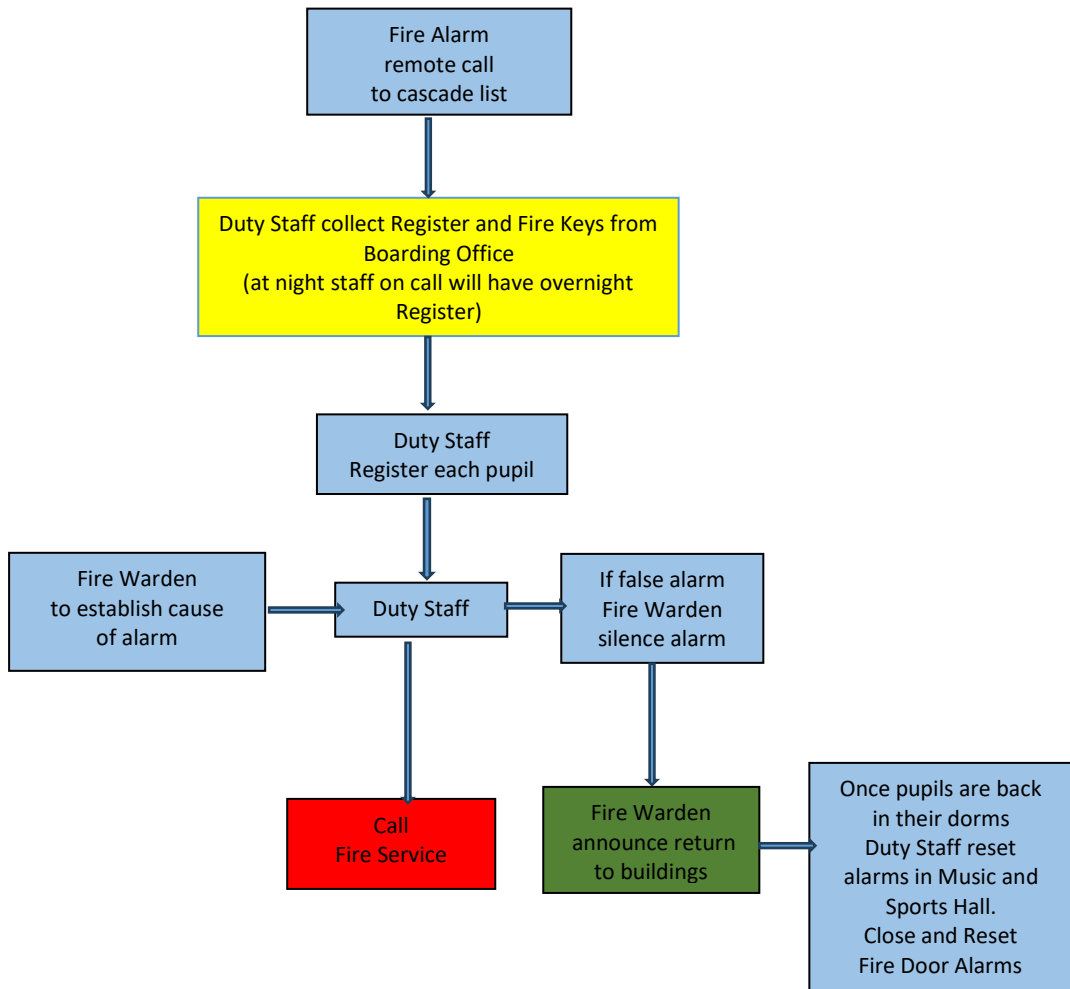 Fire Alarm
remote call
to cascade list
Duty Staff collect Register and Fire Keys from
Boarding Office
(at night staff on call will have overnight
Register)
Duty Staff
Register each pupil
Fire Warden
to establish cause
of alarm
Duty Staff
If false alarm
Fire Warden
silence alarm
Call
Fire Service
Fire Warden
announce return
to buildings
Once pupils are back
in their dorms
Duty Staff reset
alarms in Music and
Sports Hall.
Close and Reset
Fire Door Alarms